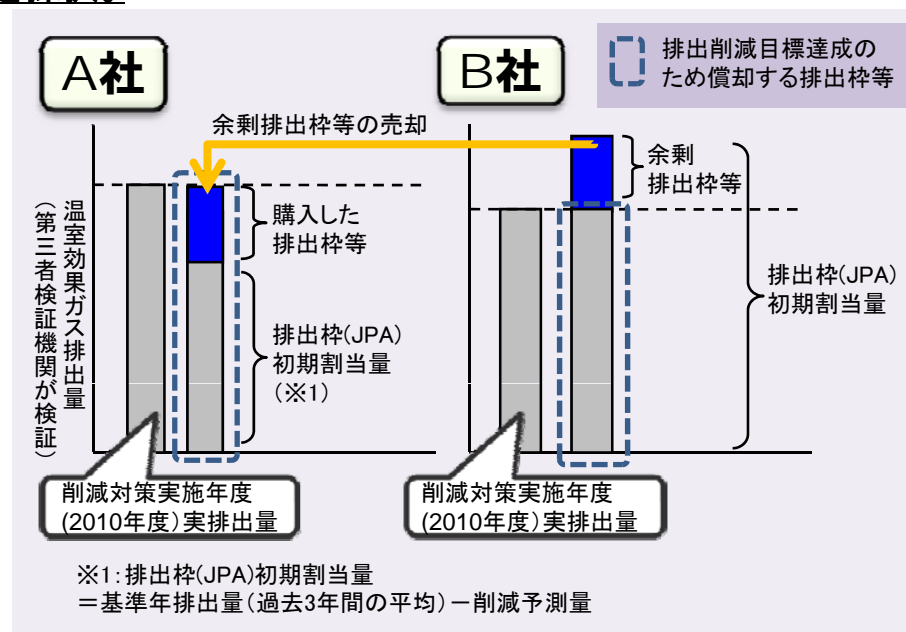 A社
B社
排出削減目標達成の
ため償却する排出枠等
余剰排出枠等の売却
余剰
排出枠等
購入した
排出枠等
温室効果ガス排出量
（第三者検証機関が検証）
排出枠(JPA)
初期割当量
（※1）
排出枠(JPA)
初期割当量
削減対策実施年度
(2010年度)実排出量
削減対策実施年度
(2010年度)実排出量
※1：排出枠(JPA)初期割当量
＝基準年排出量（過去3年間の平均）－削減予測量